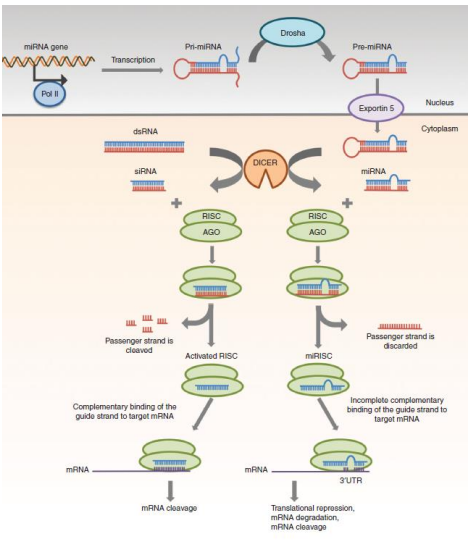 miRNA gene
Pol II
Transcription
Pri-miRNA
Drosha
Pre-miRNA
Exportin 5
Nucleus
Cytoplasm
dsRNA
siRNA
DICER
miRNA
RISC
AGO
RISC
AGO
Passenger strand is
cleaved
Activated RISC
miRISC
Passenger strand is
discarded
Complementary binding of the
guide strand to target mRNA
Incomplete complementary
binding of the guide strand to
target mRNA
mRNA
mRNA
3'UTR
mRNA cleavage
Translational repression,
mRNA degradation,
mRNA cleavage